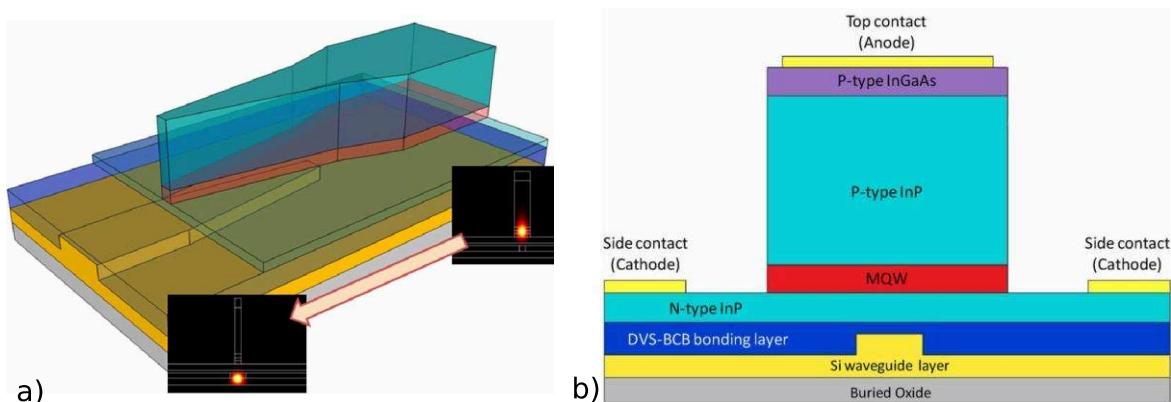 a)
b)
Top contact
(Anode)
P-type InGaAs
P-type InP
Side contact
(Cathode)
Side contact
(Cathode)
MQW
N-type InP
DVS-BCB bonding layer
Si waveguide layer
Buried Oxide